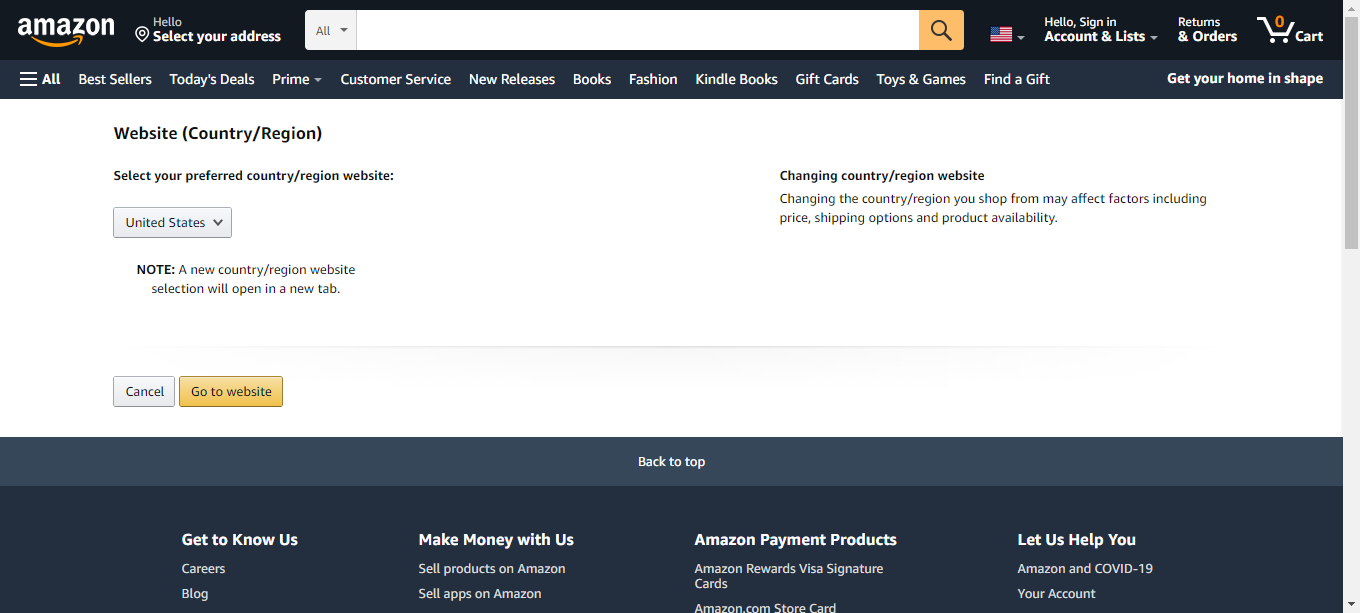 amazon
Hello
Select your address
All
Hello, Sign in
Account & Lists
Returns
& Orders
0
Cart
All
Best Sellers
Today's Deals
Prime
Customer Service
New Releases
Books
Fashion
Kindle Books
Gift Cards
Toys & Games
Find a Gift
Get your home in shape
Website (Country/Region)
Select your preferred country/region website:
United States
NOTE: A new country/region website
selection will open in a new tab.
Changing country/region website
Changing the country/region you shop from may affect factors including
price, shipping options and product availability.
Cancel
Go to website
Back to top
Get to Know Us
Careers
Blog
Make Money with Us
Sell products on Amazon
Sell apps on Amazon
Amazon Payment Products
Amazon Rewards Visa Signature
Cards
Amazon.com Store Card
Let Us Help You
Amazon and COVID-19
Your Account